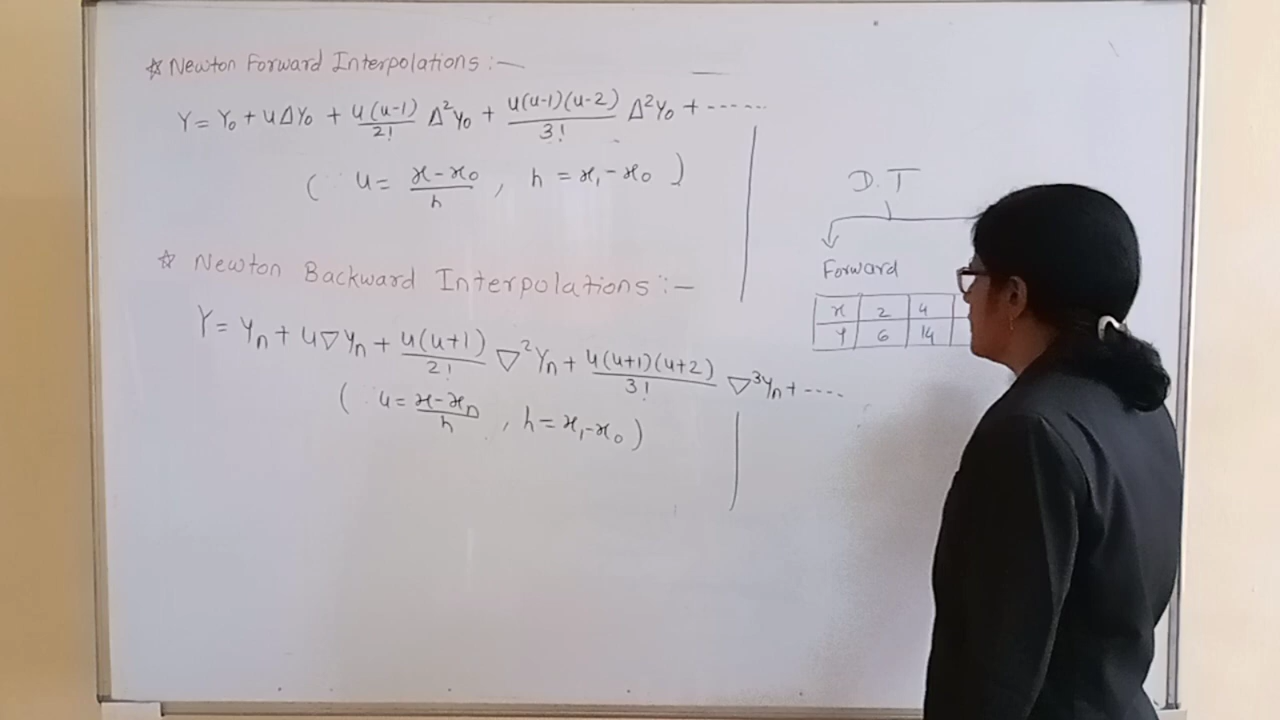 ☆ Newton Forward Interpolations :—
Y = Y₀ + uΔY₀ + u(u-1)/2! Δ²Y₀ + u(u-1)(u-2)/3! Δ²Y₀ + ------
( u = x-x₀/h , h = x₁-x₀ )
☆ Newton Backward Interpolations :—
Y = Yₙ + u∇Yₙ + u(u+1)/2! ∇²Yₙ + u(u+1)(u+2)/3! ∇³Yₙ + ----
( u = x-xₙ/h , h = x₁-x₀ )
D.T
Forward
x 2 4
Y 6 14